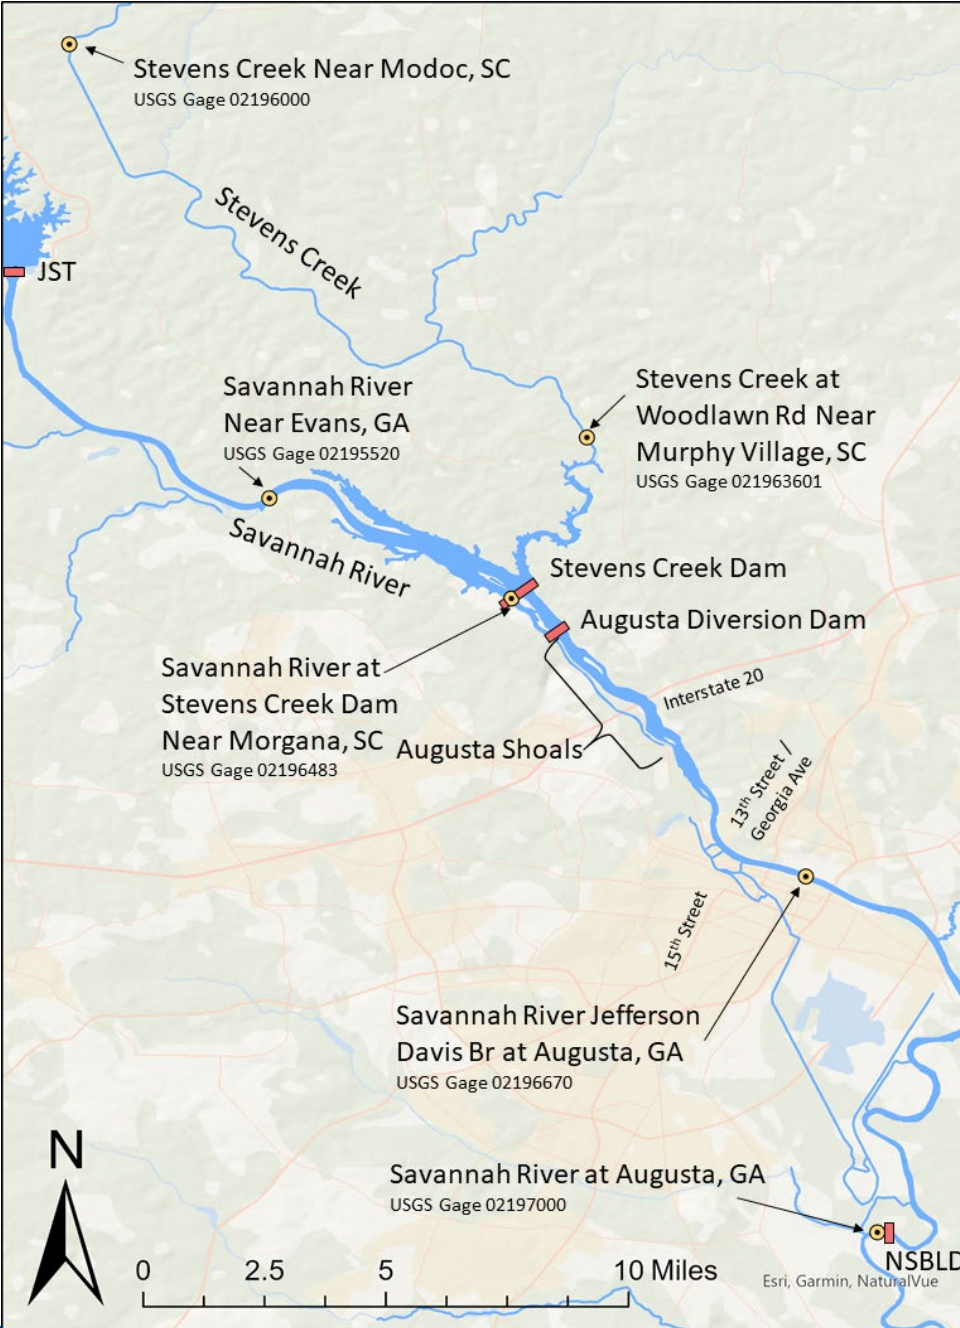 Stevens Creek Near Modoc, SC
USGS Gage 02196000
Stevens Creek
JST
Savannah River
Near Evans, GA
USGS Gage 02195520
Stevens Creek at
Woodlawn Rd Near
Murphy Village, SC
USGS Gage 021963601
Savannah River
Stevens Creek Dam
Augusta Diversion Dam
Savannah River at
Stevens Creek Dam
Near Morgana, SC
USGS Gage 02196483
Interstate 20
Augusta Shoals
13th Street /
Georgia Ave
15th Street
Savannah River Jefferson
Davis Br at Augusta, GA
USGS Gage 02196670
N
Savannah River at Augusta, GA
USGS Gage 02197000
NSBLD
0 2.5 5 10 Miles
Esri, Garmin, NaturalVue